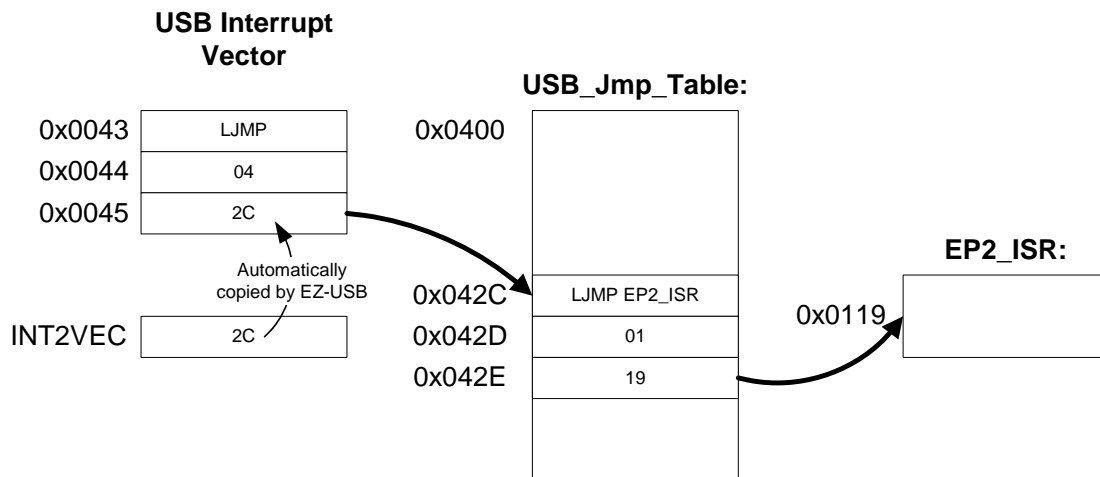 USB Interrupt
Vector
0x0043
LJMP
0x0044
04
0x0045
2C
Automatically
copied by EZ-USB
INT2VEC
2C
USB_Jmp_Table:
0x0400
0x042C
LJMP EP2_ISR
0x042D
01
0x042E
19
EP2_ISR:
0x0119